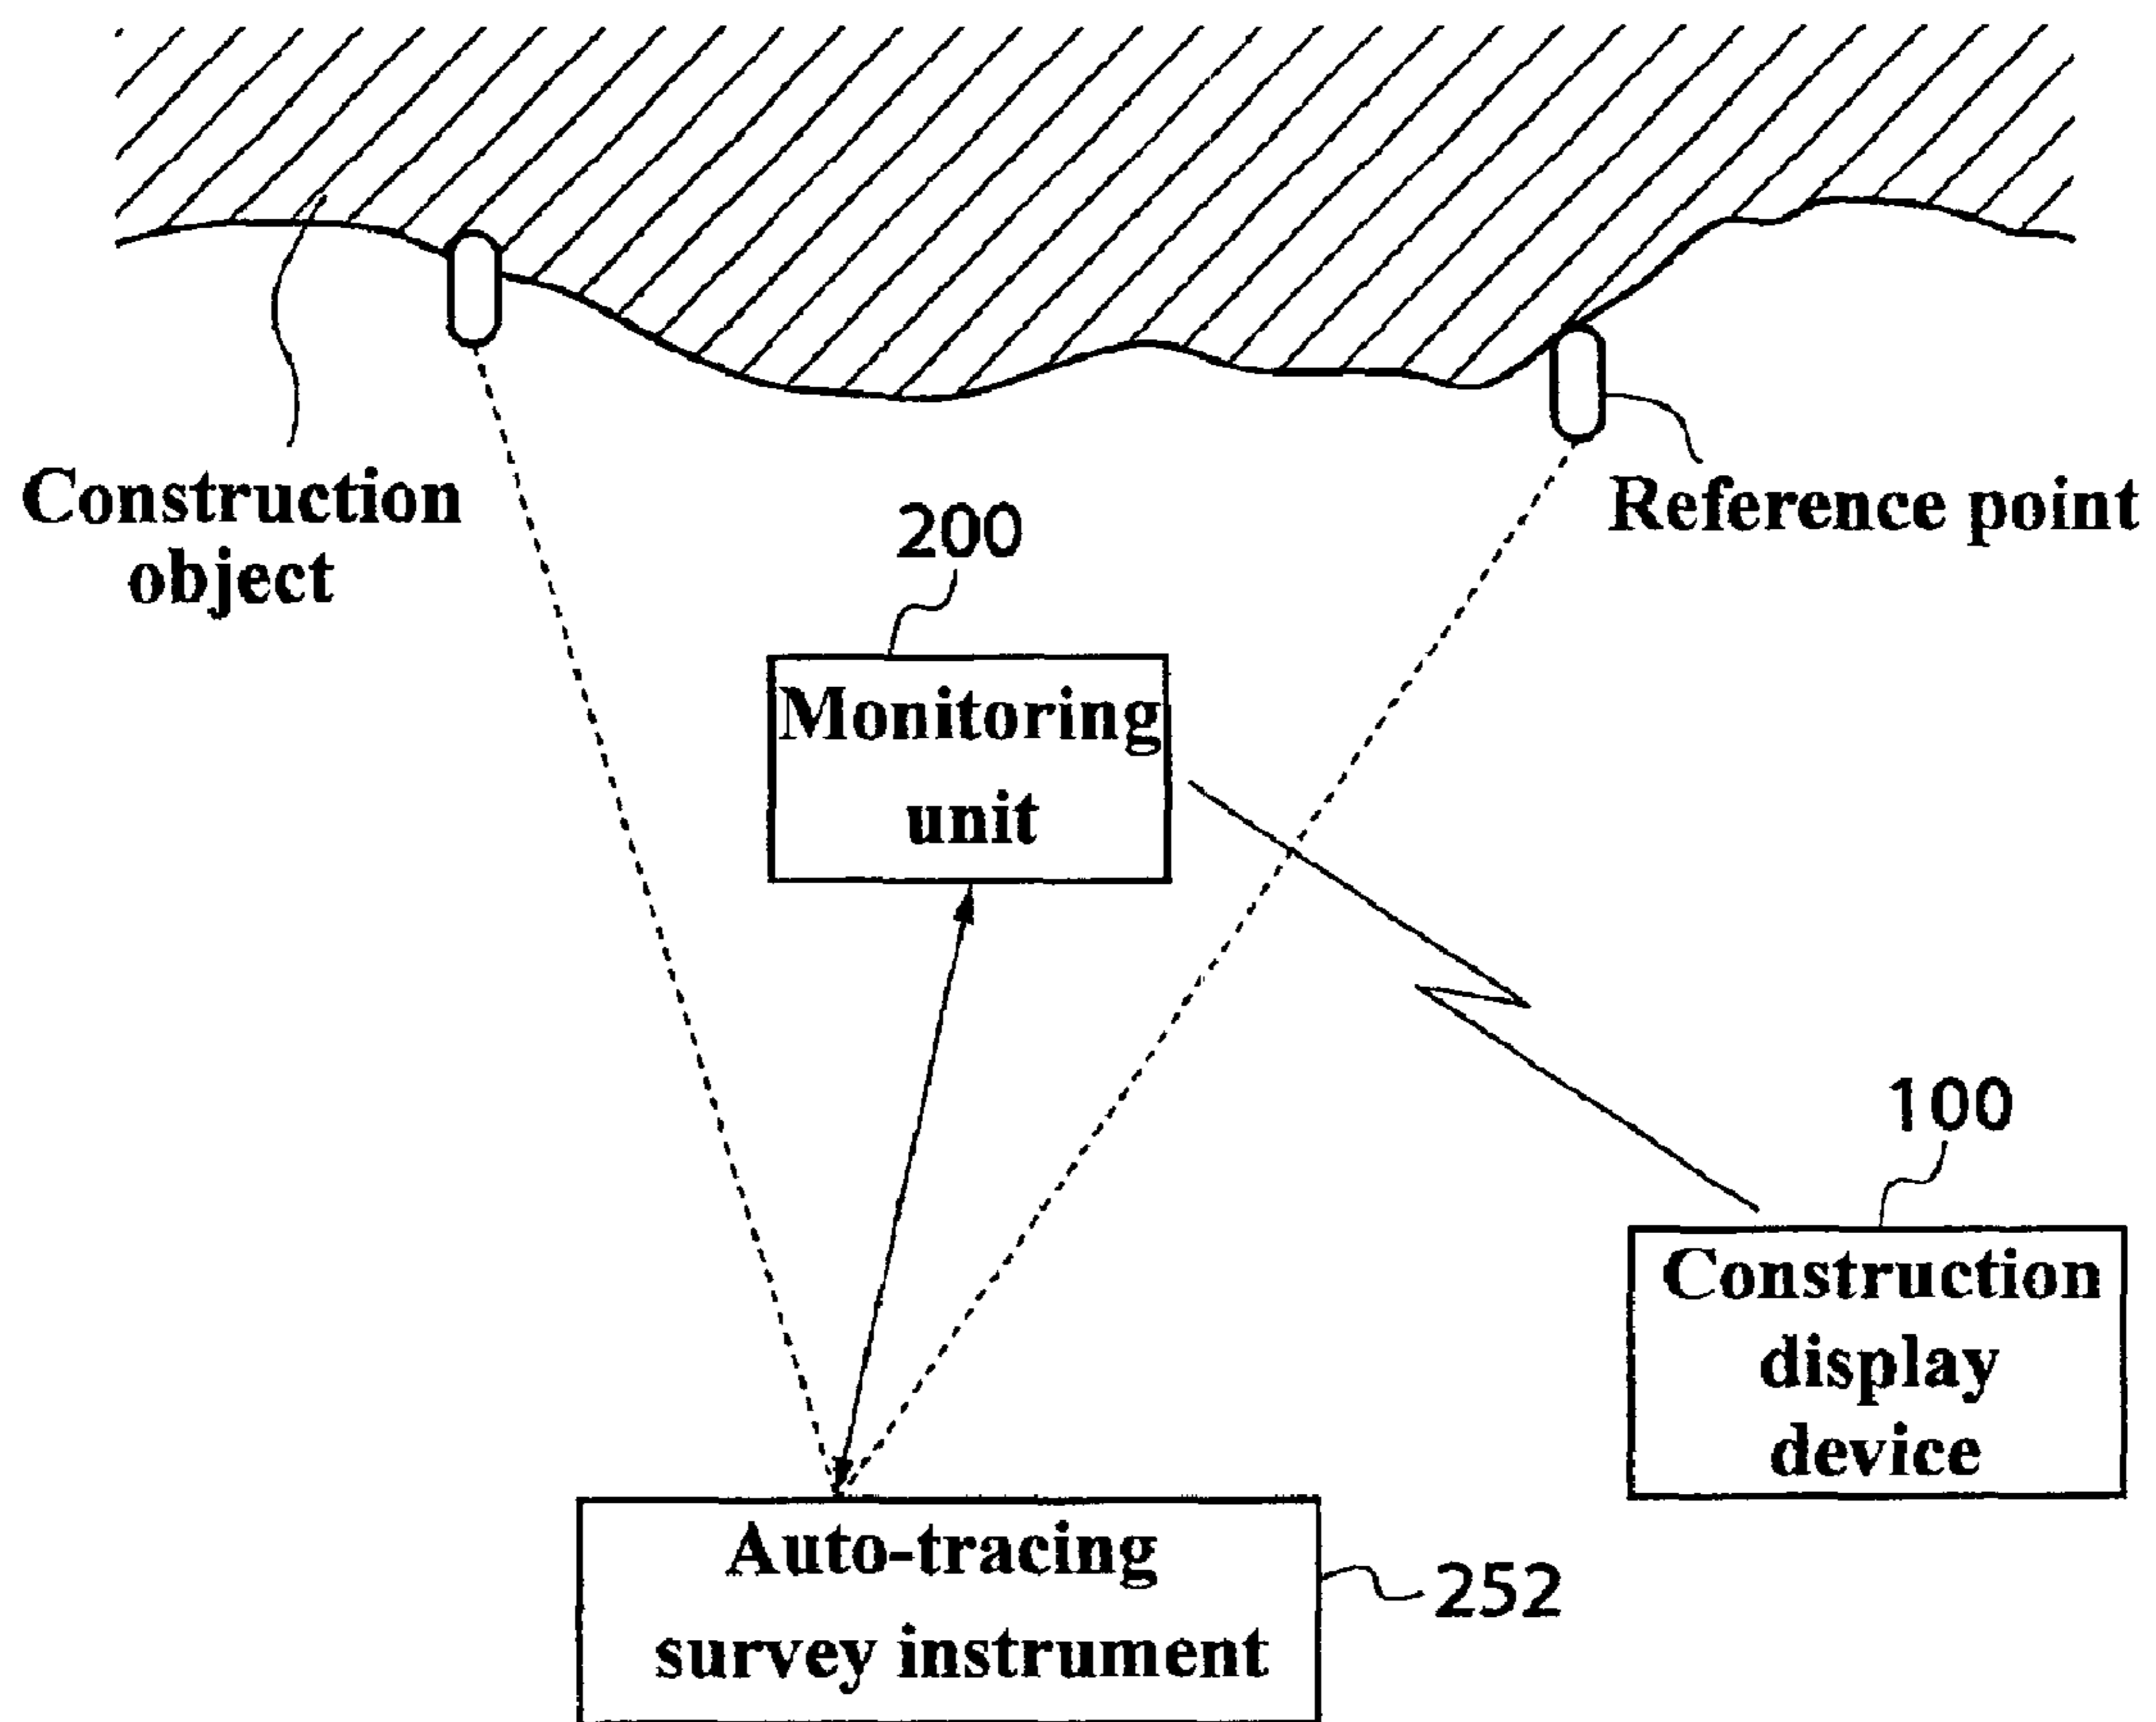 Construction
object
Reference point
200
Monitoring
unit
100
Construction
display
device
Auto-tracing
survey instrument
252